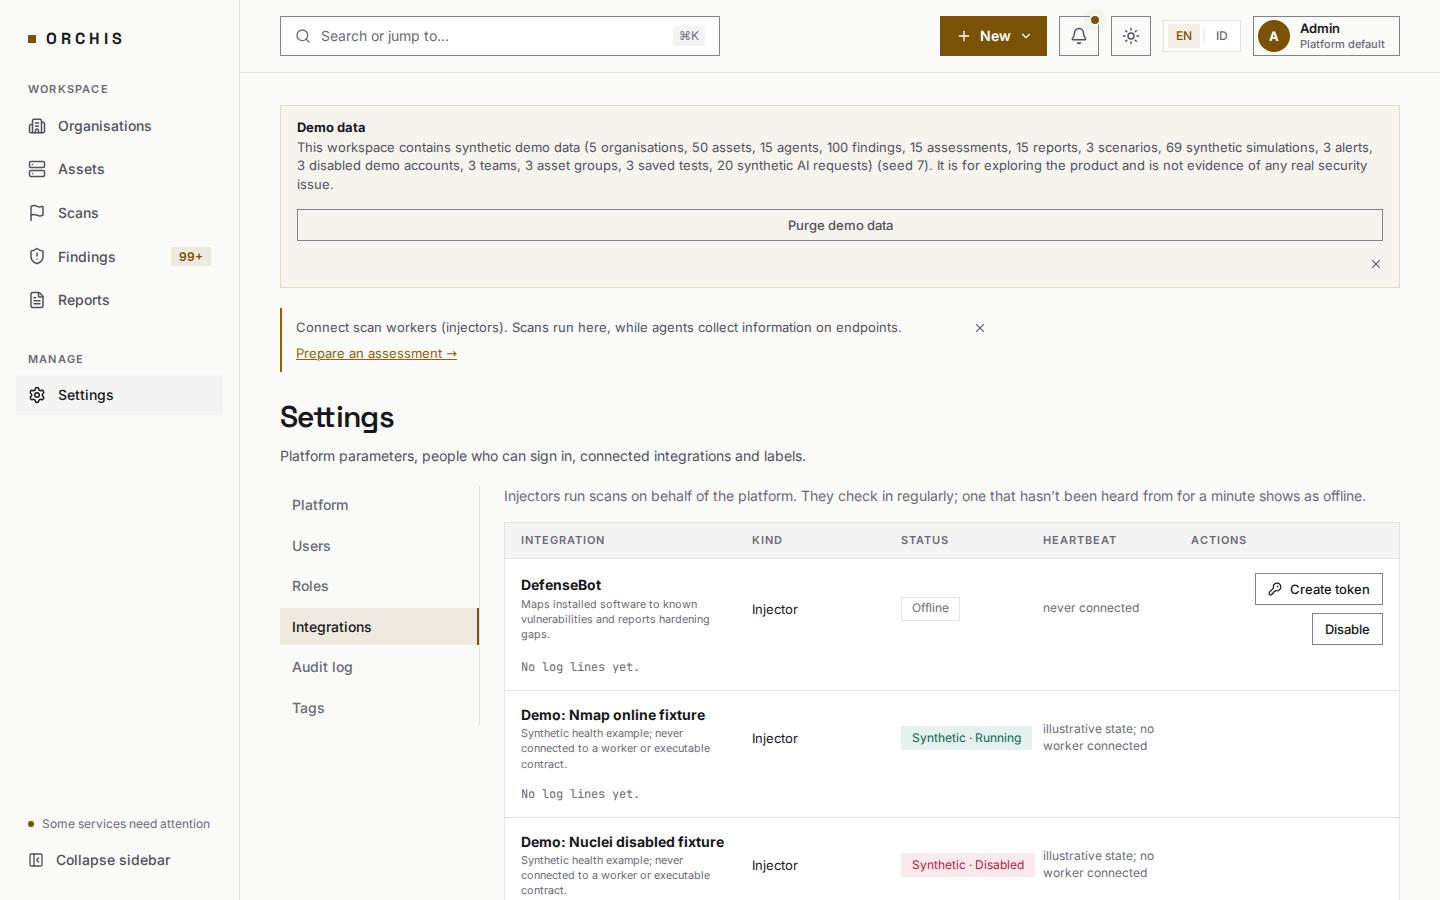 ORCHIS
Search or jump to...
⌘K
New
EN
ID
A
Admin
Platform default
WORKSPACE
Organisations
Assets
Scans
Findings
99+
Reports
MANAGE
Settings
Some services need attention
Collapse sidebar
Demo data
This workspace contains synthetic demo data (5 organisations, 50 assets, 15 agents, 100 findings, 15 assessments, 15 reports, 3 scenarios, 69 synthetic simulations, 3 alerts,
3 disabled demo accounts, 3 teams, 3 asset groups, 3 saved tests, 20 synthetic AI requests) (seed 7). It is for exploring the product and is not evidence of any real security
issue.
Purge demo data
Connect scan workers (injectors). Scans run here, while agents collect information on endpoints.
Prepare an assessment →
Settings
Platform parameters, people who can sign in, connected integrations and labels.
Platform
Users
Roles
Integrations
Audit log
Tags
Injectors run scans on behalf of the platform. They check in regularly; one that hasn’t been heard from for a minute shows as offline.
INTEGRATION KIND STATUS HEARTBEAT ACTIONS
DefenseBot
Maps installed software to known
vulnerabilities and reports hardening
gaps.
No log lines yet.
Injector
Offline
never connected
Create token
Disable
Demo: Nmap online fixture
Synthetic health example; never
connected to a worker or executable
contract.
No log lines yet.
Injector
Synthetic · Running
illustrative state; no
worker connected
Demo: Nuclei disabled fixture
Synthetic health example; never
connected to a worker or executable
contract.
Injector
Synthetic · Disabled
illustrative state; no
worker connected